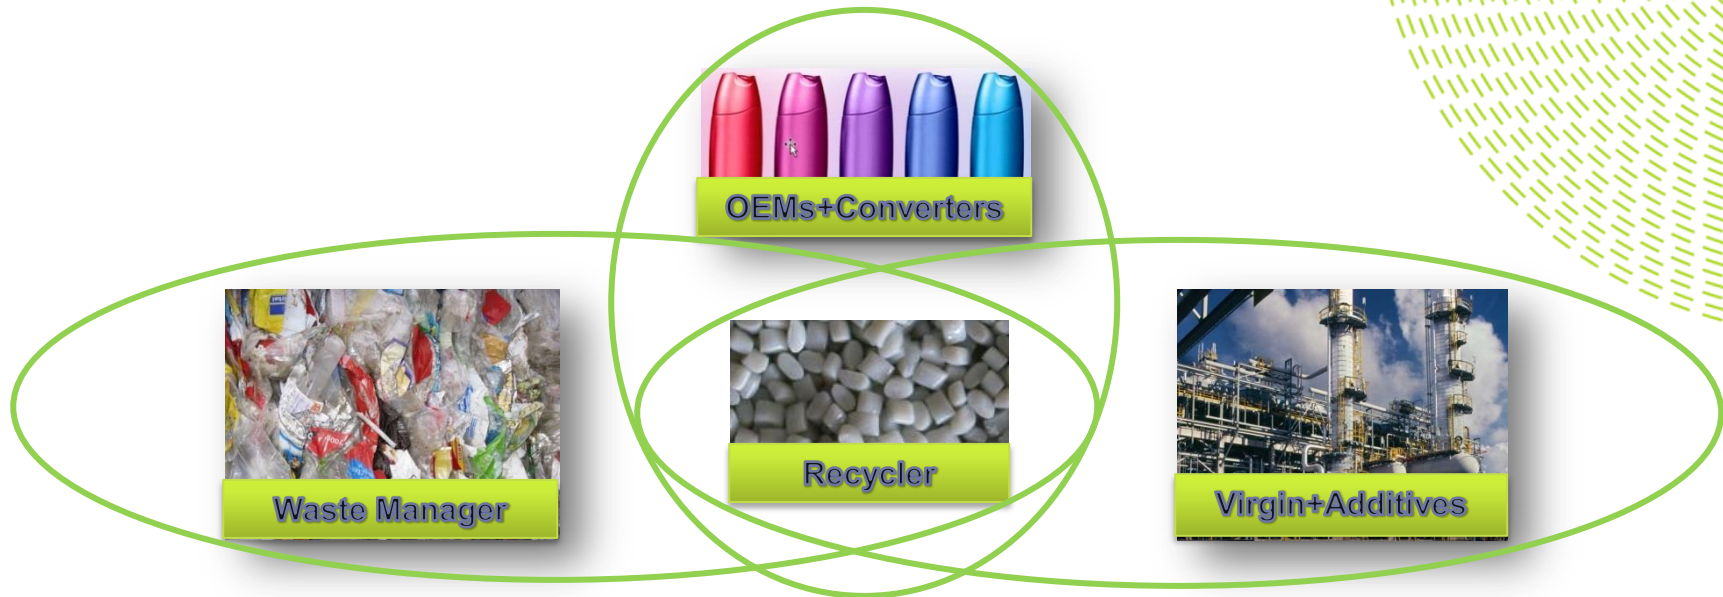 OEMs+Converters
Recycler
Waste Manager
Virgin+Additives